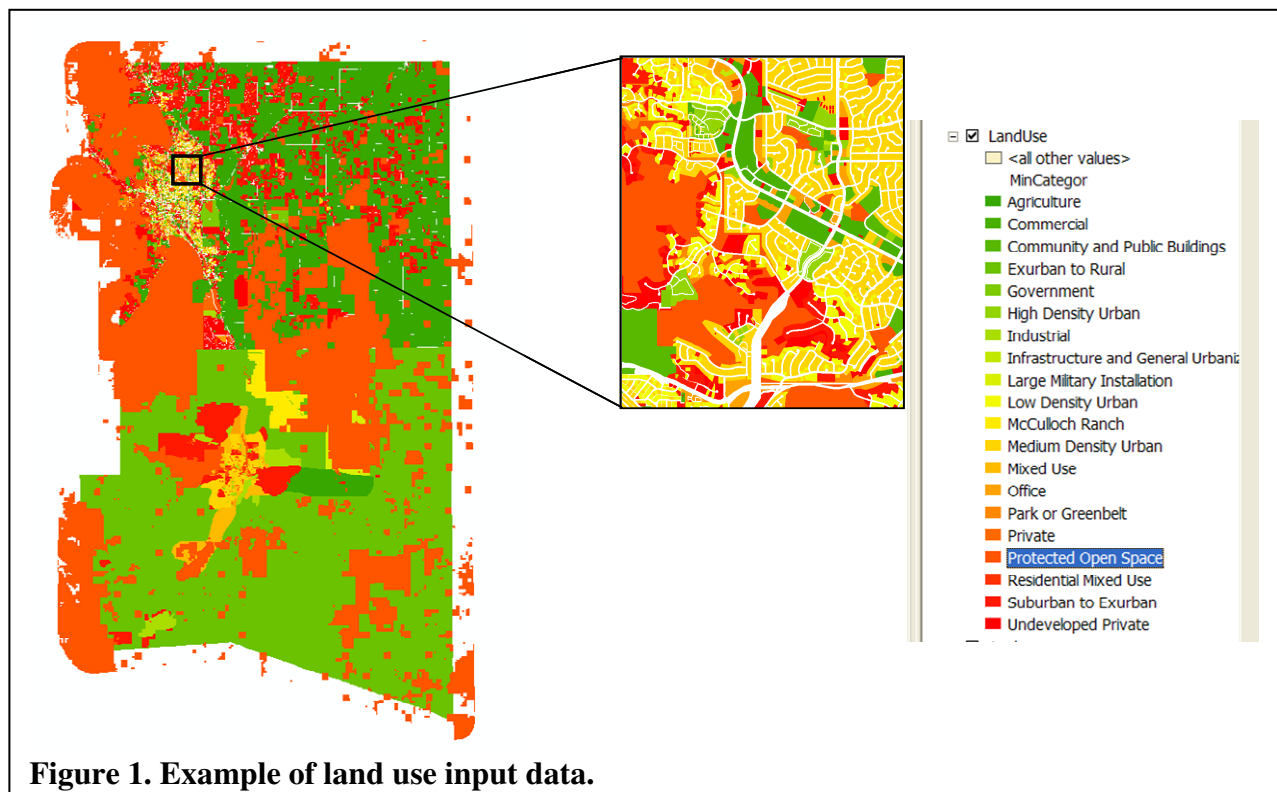 LandUse
<all other values>
MinCategor
Agriculture
Commercial
Community and Public Buildings
Exurban to Rural
Government
High Density Urban
Industrial
Infrastructure and General Urbaniz
Large Military Installation
Low Density Urban
McCulloch Ranch
Medium Density Urban
Mixed Use
Office
Park or Greenbelt
Private
Protected Open Space
Residential Mixed Use
Suburban to Exurban
Undeveloped Private
Figure 1. Example of land use input data.